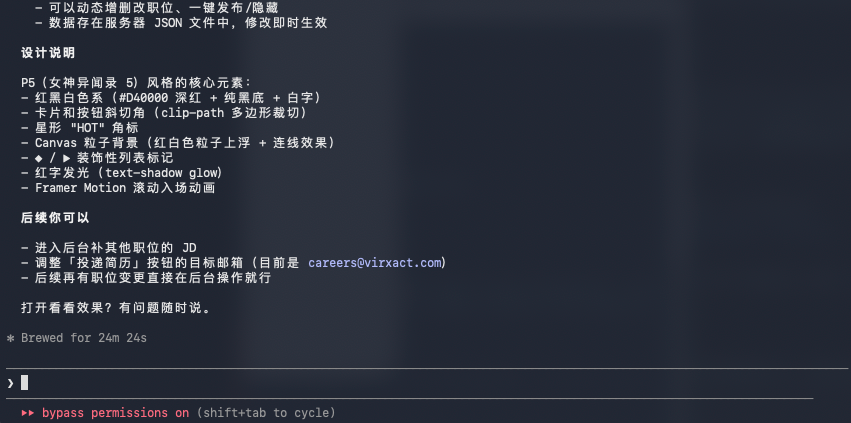 - 可以动态增删改职位、一键发布/隐藏
- 数据存在服务器 JSON 文件中，修改即时生效
设计说明
P5（女神异闻录 5）风格的核心元素：
- 红黑白色系（#D40000 深红 + 纯黑底 + 白字）
- 卡片和按钮斜切角（clip-path 多边形裁切）
- 星形 "HOT" 角标
- Canvas 粒子背景（红白色粒子上浮 + 连线效果）
- ◆ / ▶ 装饰性列表标记
- 红字发光（text-shadow glow）
- Framer Motion 滚动入场动画
后续你可以
- 进入后台补其他职位的 JD
- 调整「投递简历」按钮的目标邮箱（目前是 careers@virxact.com）
- 后续再有职位变更直接在后台操作就行
打开看看效果？有问题随时说。
✻ Brewed for 24m 24s
❯
▶▶ bypass permissions on (shift+tab to cycle)